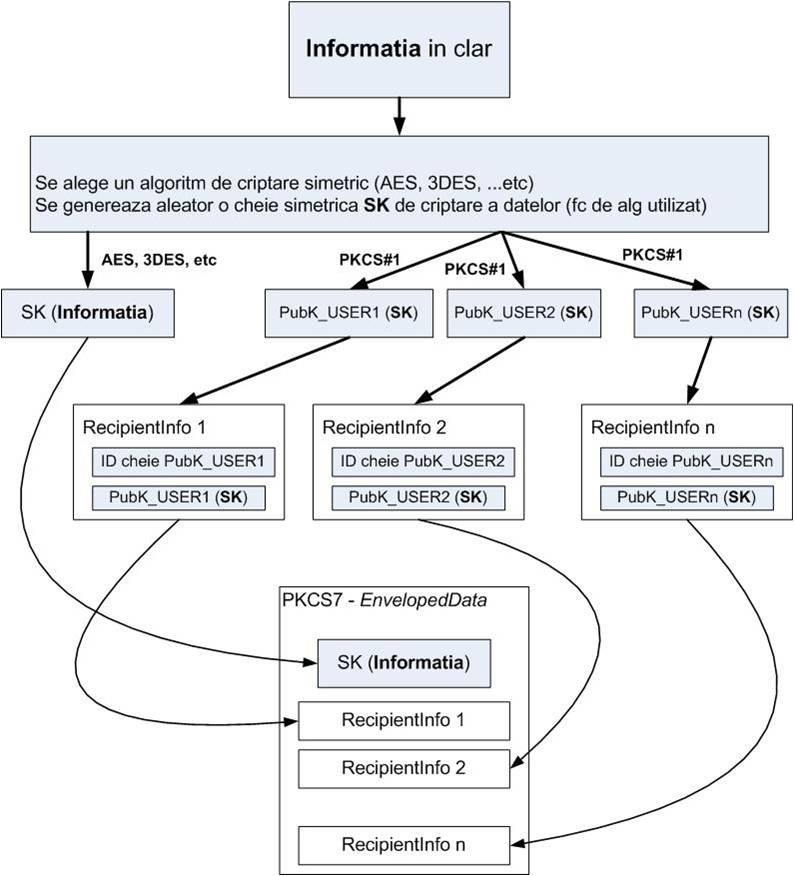 Informatia in clar
Se alege un algoritm de criptare simetric (AES, 3DES, ...etc)
Se genereaza aleator o cheie simetrica SK de criptare a datelor (fc de alg utilizat)
AES, 3DES, etc
PKCS#1
PKCS#1
PKCS#1
SK (Informatia)
PubK_USER1 (SK)
PubK_USER2 (SK)
PubK_USERn (SK)
RecipientInfo 1
ID cheie PubK_USER1
PubK_USER1 (SK)
RecipientInfo 2
ID cheie PubK_USER2
PubK_USER2 (SK)
RecipientInfo n
ID cheie PubK_USERn
PubK_USERn (SK)
PKCS7 - EnvelopedData
SK (Informatia)
RecipientInfo 1
RecipientInfo 2
RecipientInfo n